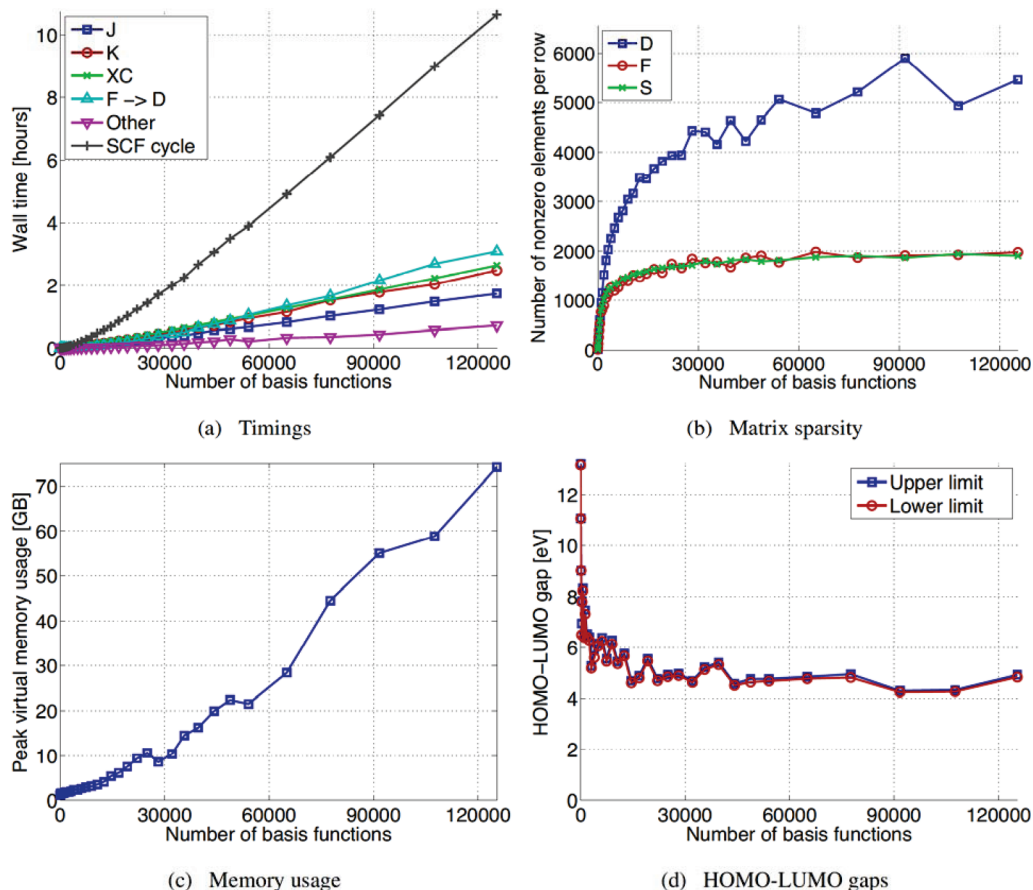 10
8
6
4
2
0
Wall time [hours]
J
K
XC
F -> D
Other
SCF cycle
0 30000 60000 90000 120000
Number of basis functions
(a) Timings
6000
5000
4000
3000
2000
1000
0
Number of nonzero elements per row
D
F
S
0 30000 60000 90000 120000
Number of basis functions
(b) Matrix sparsity
70
60
50
40
30
20
10
0
Peak virtual memory usage [GB]
0 30000 60000 90000 120000
Number of basis functions
(c) Memory usage
12
10
8
6
4
2
0
HOMO-LUMO gap [eV]
Upper limit
Lower limit
0 30000 60000 90000 120000
Number of basis functions
(d) HOMO-LUMO gaps